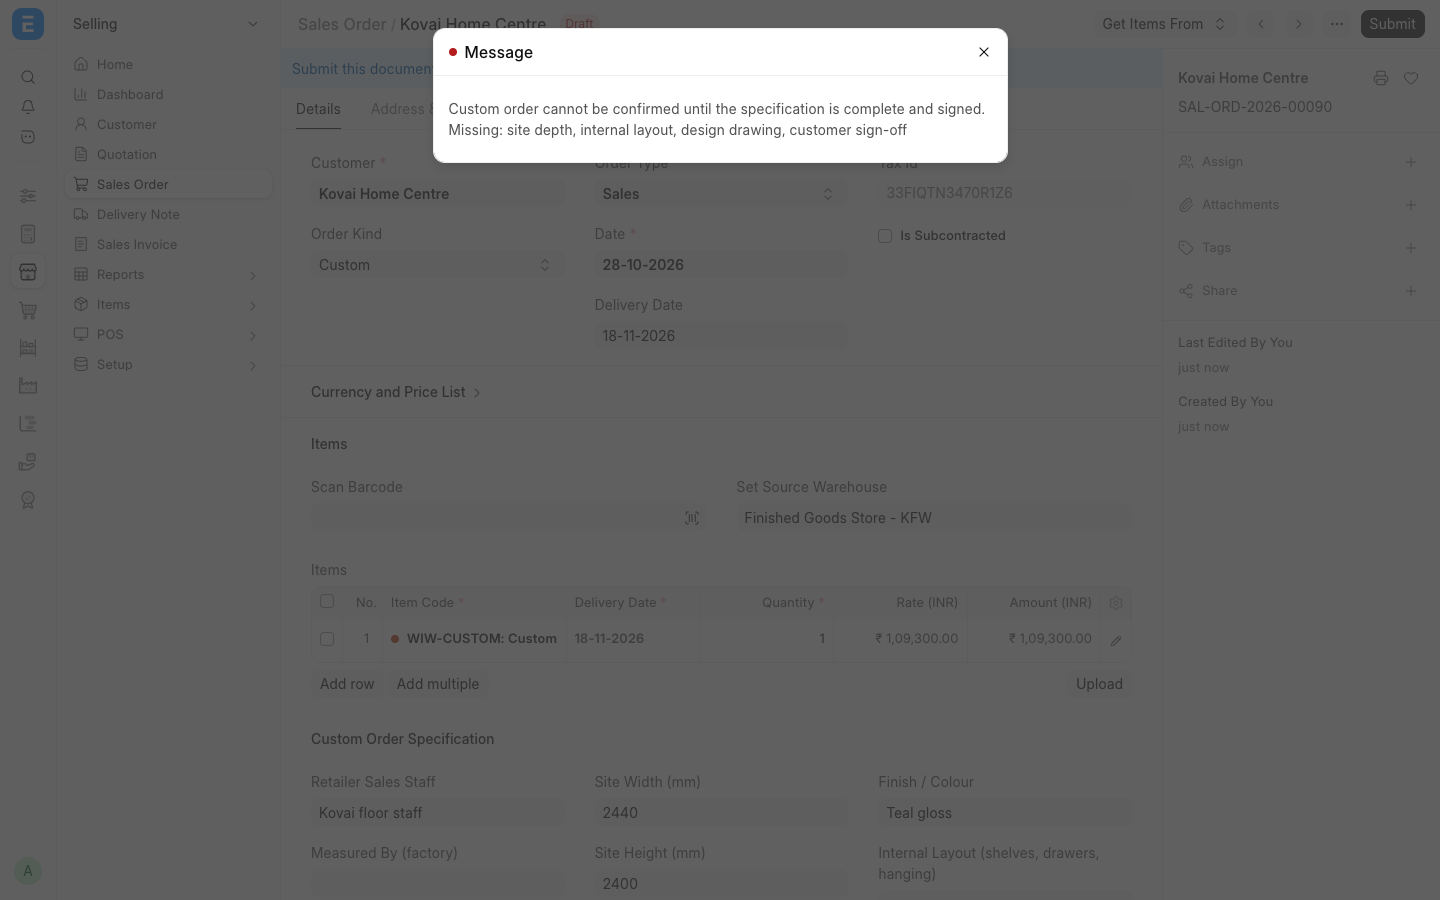 Selling
Home
Dashboard
Customer
Quotation
Sales Order
Delivery Note
Sales Invoice
Reports
Items
POS
Setup
A
Sales Order / Kovai Home Centre Draft
Get Items From
Submit
Submit this documen
Message
Custom order cannot be confirmed until the specification is complete and signed.
Missing: site depth, internal layout, design drawing, customer sign-off
Details Address &
Customer * Order Type Tax Id
Kovai Home Centre Sales 33FIQTN3470R1Z6
Order Kind Date * Is Subcontracted
Custom 28-10-2026
Delivery Date
18-11-2026
Currency and Price List
Items
Scan Barcode Set Source Warehouse
Finished Goods Store - KFW
Items
No. Item Code * Delivery Date * Quantity * Rate (INR) Amount (INR)
1 WIW-CUSTOM: Custom 18-11-2026 1 ₹ 1,09,300.00 ₹ 1,09,300.00
Add row Add multiple Upload
Custom Order Specification
Retailer Sales Staff Site Width (mm) Finish / Colour
Kovai floor staff 2440 Teal gloss
Measured By (factory) Site Height (mm) Internal Layout (shelves, drawers,
hanging)
2400
Kovai Home Centre
SAL-ORD-2026-00090
Assign
Attachments
Tags
Share
Last Edited By You
just now
Created By You
just now